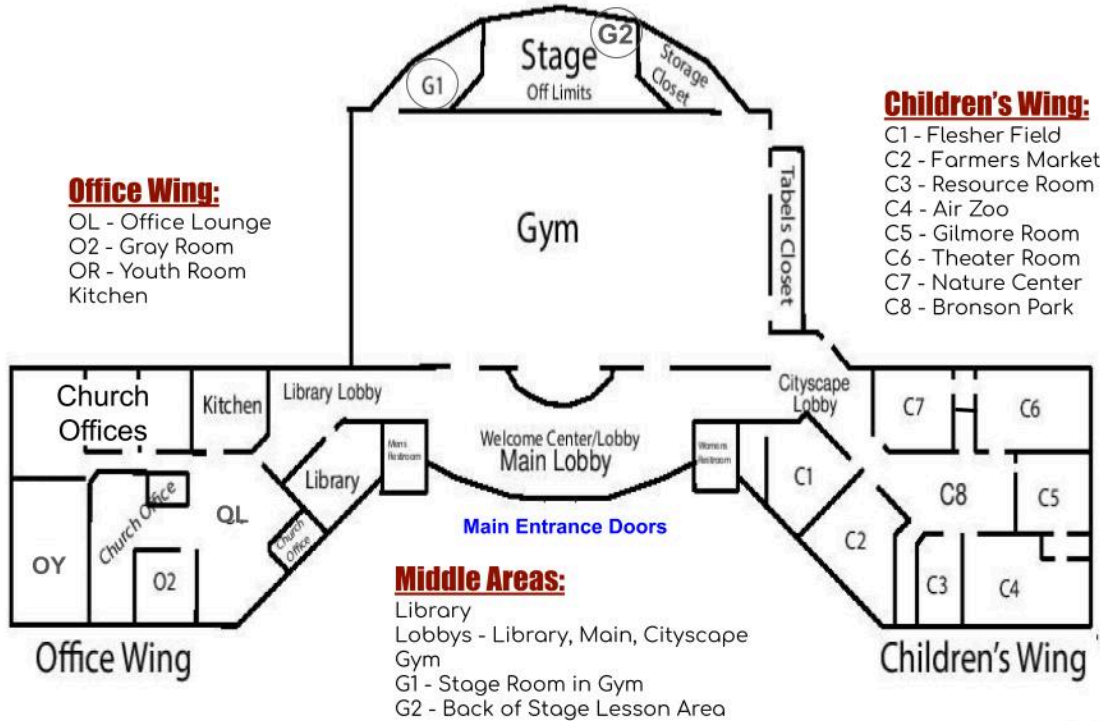 G1
Stage
Off Limits
G2
Storage
Closet
Children's Wing:
C1 - Flesher Field
C2 - Farmers Market
C3 - Resource Room
C4 - Air Zoo
C5 - Gilmore Room
C6 - Theater Room
C7 - Nature Center
C8 - Bronson Park
Office Wing:
OL - Office Lounge
O2 - Gray Room
OR - Youth Room
Kitchen
Gym
Tabels Closet
Church
Offices
Kitchen
Library Lobby
Mens
Restroom
Welcome Center/Lobby
Main Lobby
Womens
Restroom
Cityscape
Lobby
C7
C6
Library
Church Office
QL
Church
Office
OY
O2
Main Entrance Doors
C1
C2
C8
C5
C3
C4
Office Wing
Middle Areas:
Library
Lobbys - Library, Main, Cityscape
Gym
G1 - Stage Room in Gym
G2 - Back of Stage Lesson Area
Children's Wing